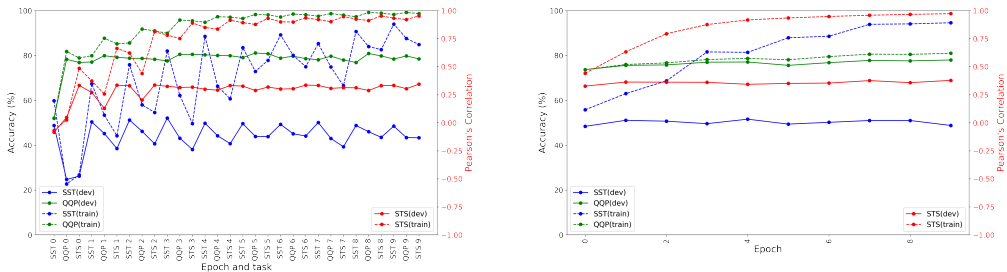 100
80
60
40
20
0
Accuracy (%)
1.00
0.75
0.50
0.25
0.00
−0.25
−0.50
−0.75
−1.00
Pearson's Correlation
SST(dev)
QQP(dev)
SST(train)
QQP(train)
STS(dev)
STS(train)
SST 0
QQP 0
STS 0
SST 1
QQP 1
STS 1
SST 2
QQP 2
STS 2
SST 3
QQP 3
STS 3
SST 4
QQP 4
STS 4
SST 5
QQP 5
STS 5
SST 6
QQP 6
STS 6
SST 7
QQP 7
STS 7
SST 8
QQP 8
STS 8
SST 9
QQP 9
STS 9
Epoch and task
100
80
60
40
20
0
Accuracy (%)
1.00
0.75
0.50
0.25
0.00
−0.25
−0.50
−0.75
−1.00
Pearson's Correlation
SST(dev)
QQP(dev)
SST(train)
QQP(train)
STS(dev)
STS(train)
0
2
4
6
8
Epoch